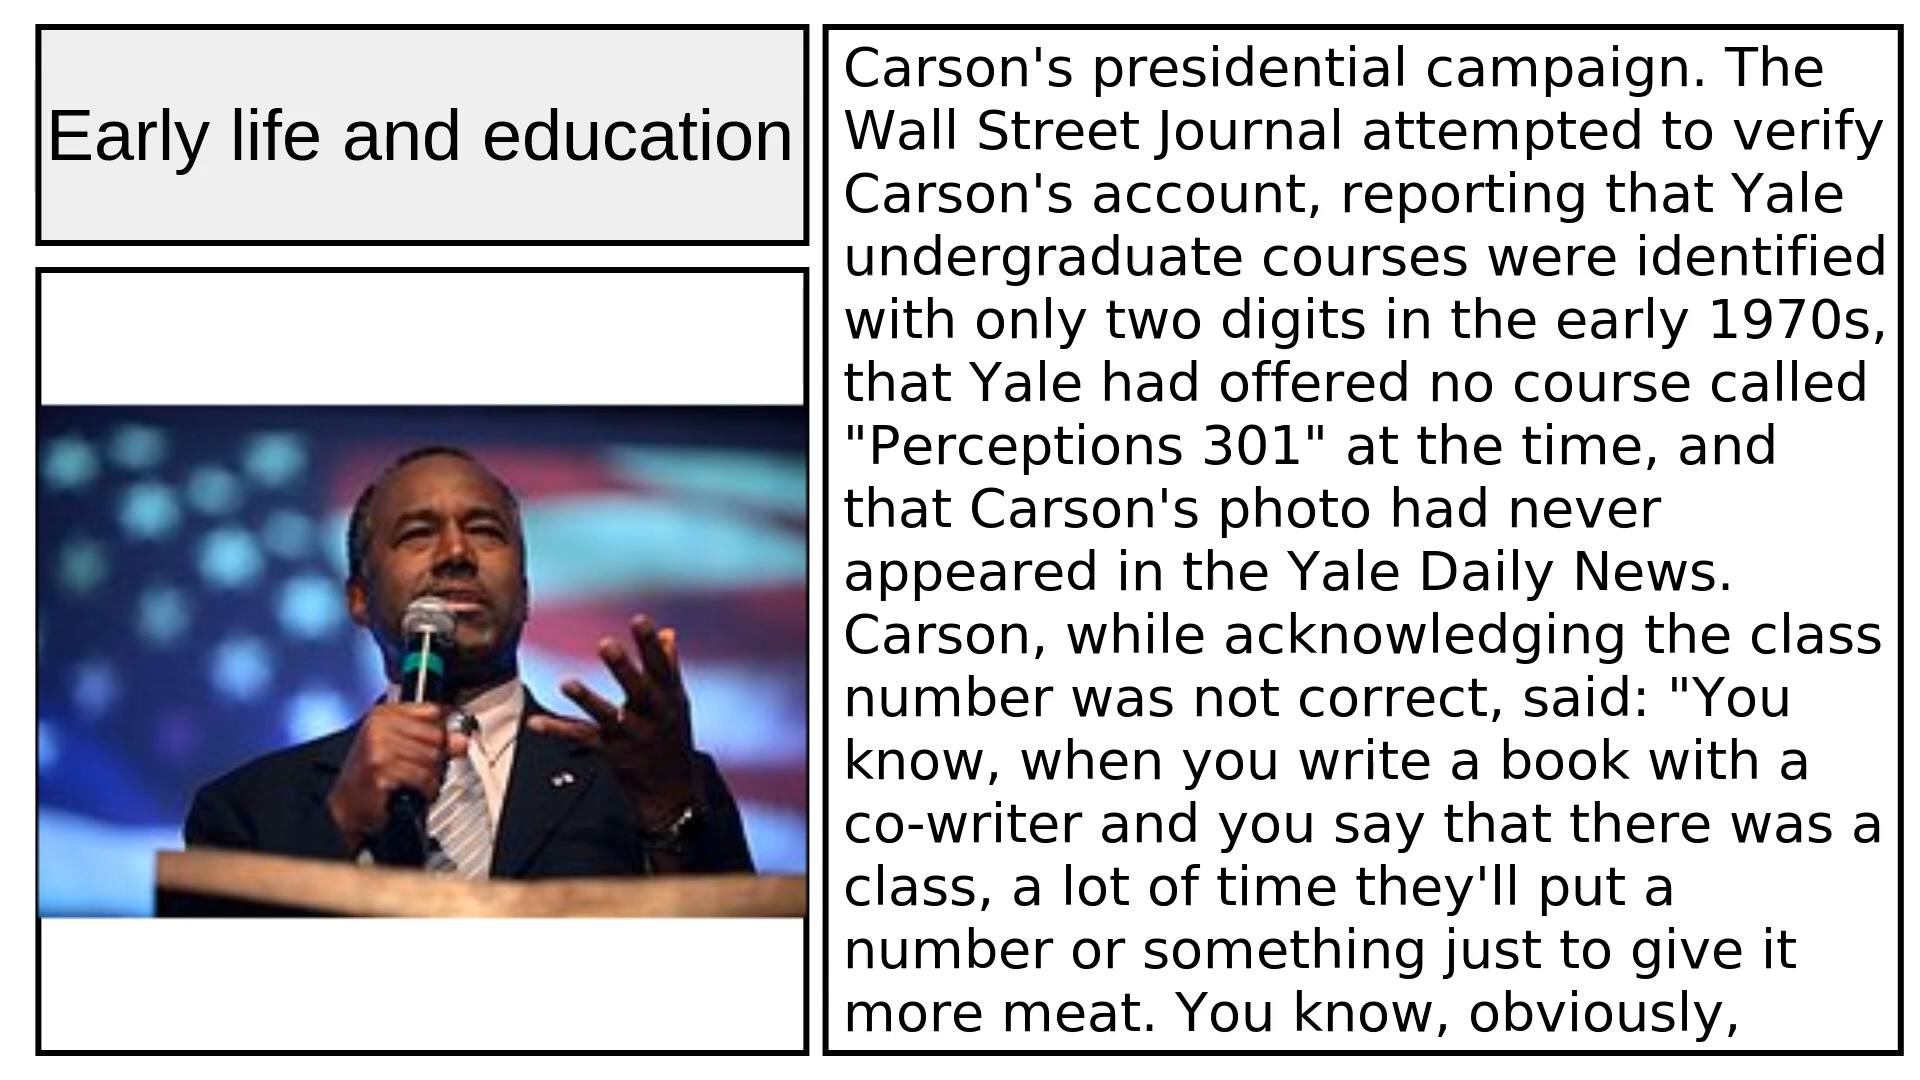 Early life and education
Carson's presidential campaign. The
Wall Street Journal attempted to verify
Carson's account, reporting that Yale
undergraduate courses were identified
with only two digits in the early 1970s,
that Yale had offered no course called
"Perceptions 301" at the time, and
that Carson's photo had never
appeared in the Yale Daily News.
Carson, while acknowledging the class
number was not correct, said: "You
know, when you write a book with a
co-writer and you say that there was a
class, a lot of time they'll put a
number or something just to give it
more meat. You know, obviously,